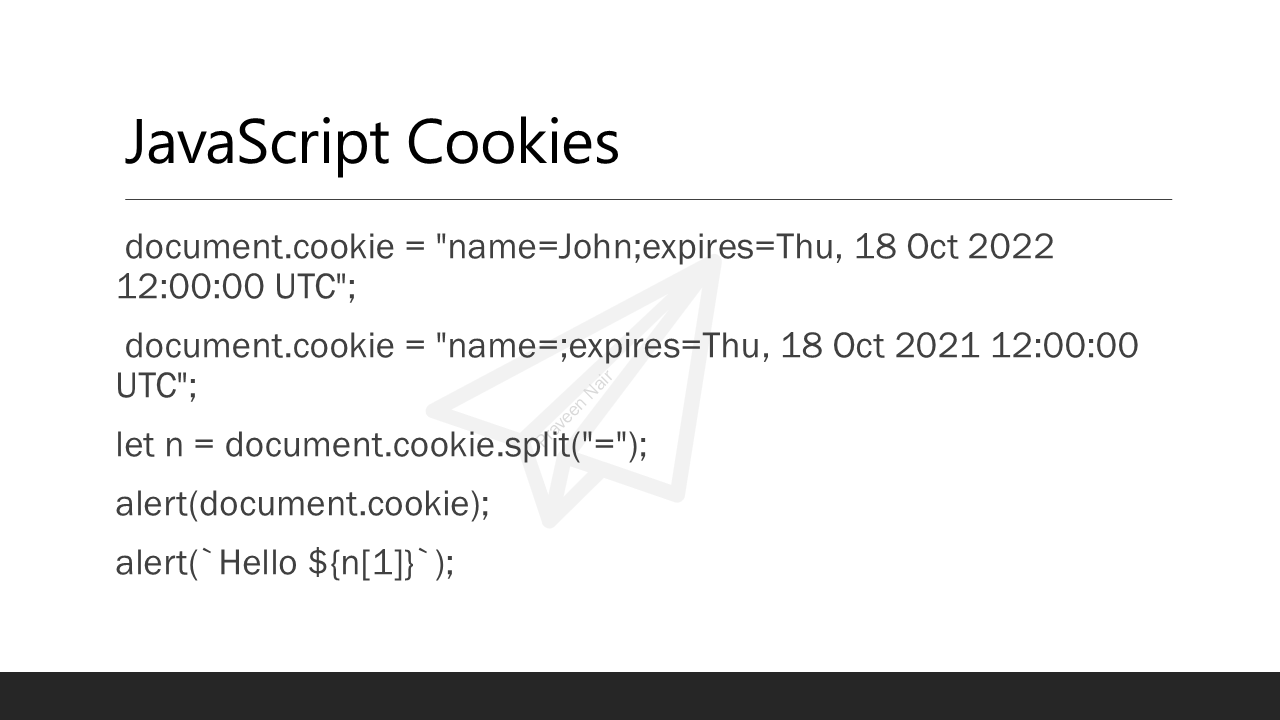 JavaScript Cookies
document.cookie = "name=John;expires=Thu, 18 Oct 2022
12:00:00 UTC";
document.cookie = "name=;expires=Thu, 18 Oct 2021 12:00:00
UTC";
let n = document.cookie.split("=");
alert(document.cookie);
alert(`Hello ${n[1]}`);
Nair